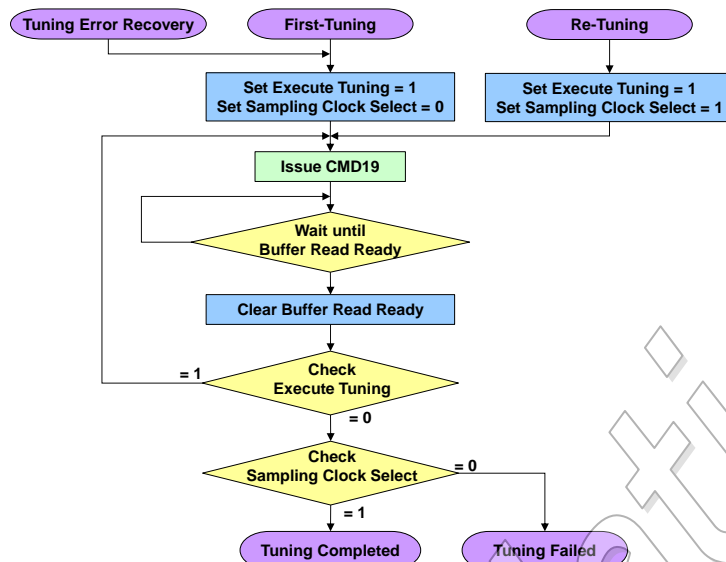 Tuning Error Recovery
First-Tuning
Re-Tuning
Set Execute Tuning = 1
Set Sampling Clock Select = 0
Set Execute Tuning = 1
Set Sampling Clock Select = 1
Issue CMD19
Wait until
Buffer Read Ready
Clear Buffer Read Ready
Check
Execute Tuning
= 1
= 0
Check
Sampling Clock Select
= 0
= 1
Tuning Completed
Tuning Failed